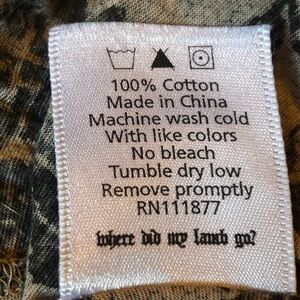 100% Cotton
Made in China
Machine wash cold
With like colors
No bleach
Tumble dry low
Remove promptly
RN111877
where did my lamb go?